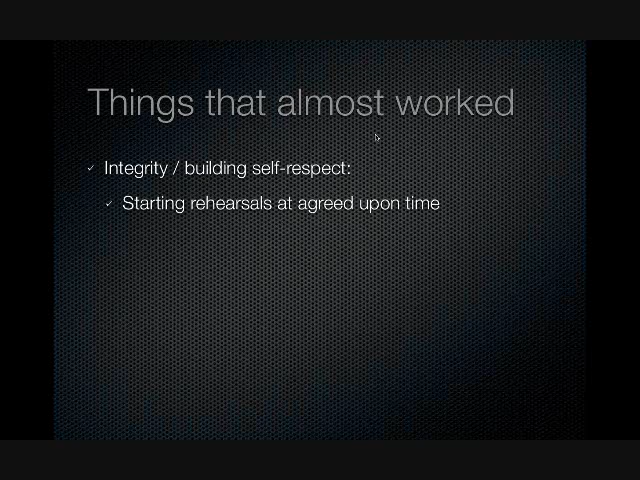 Things that almost worked
Integrity / building self-respect:
Starting rehearsals at agreed upon time